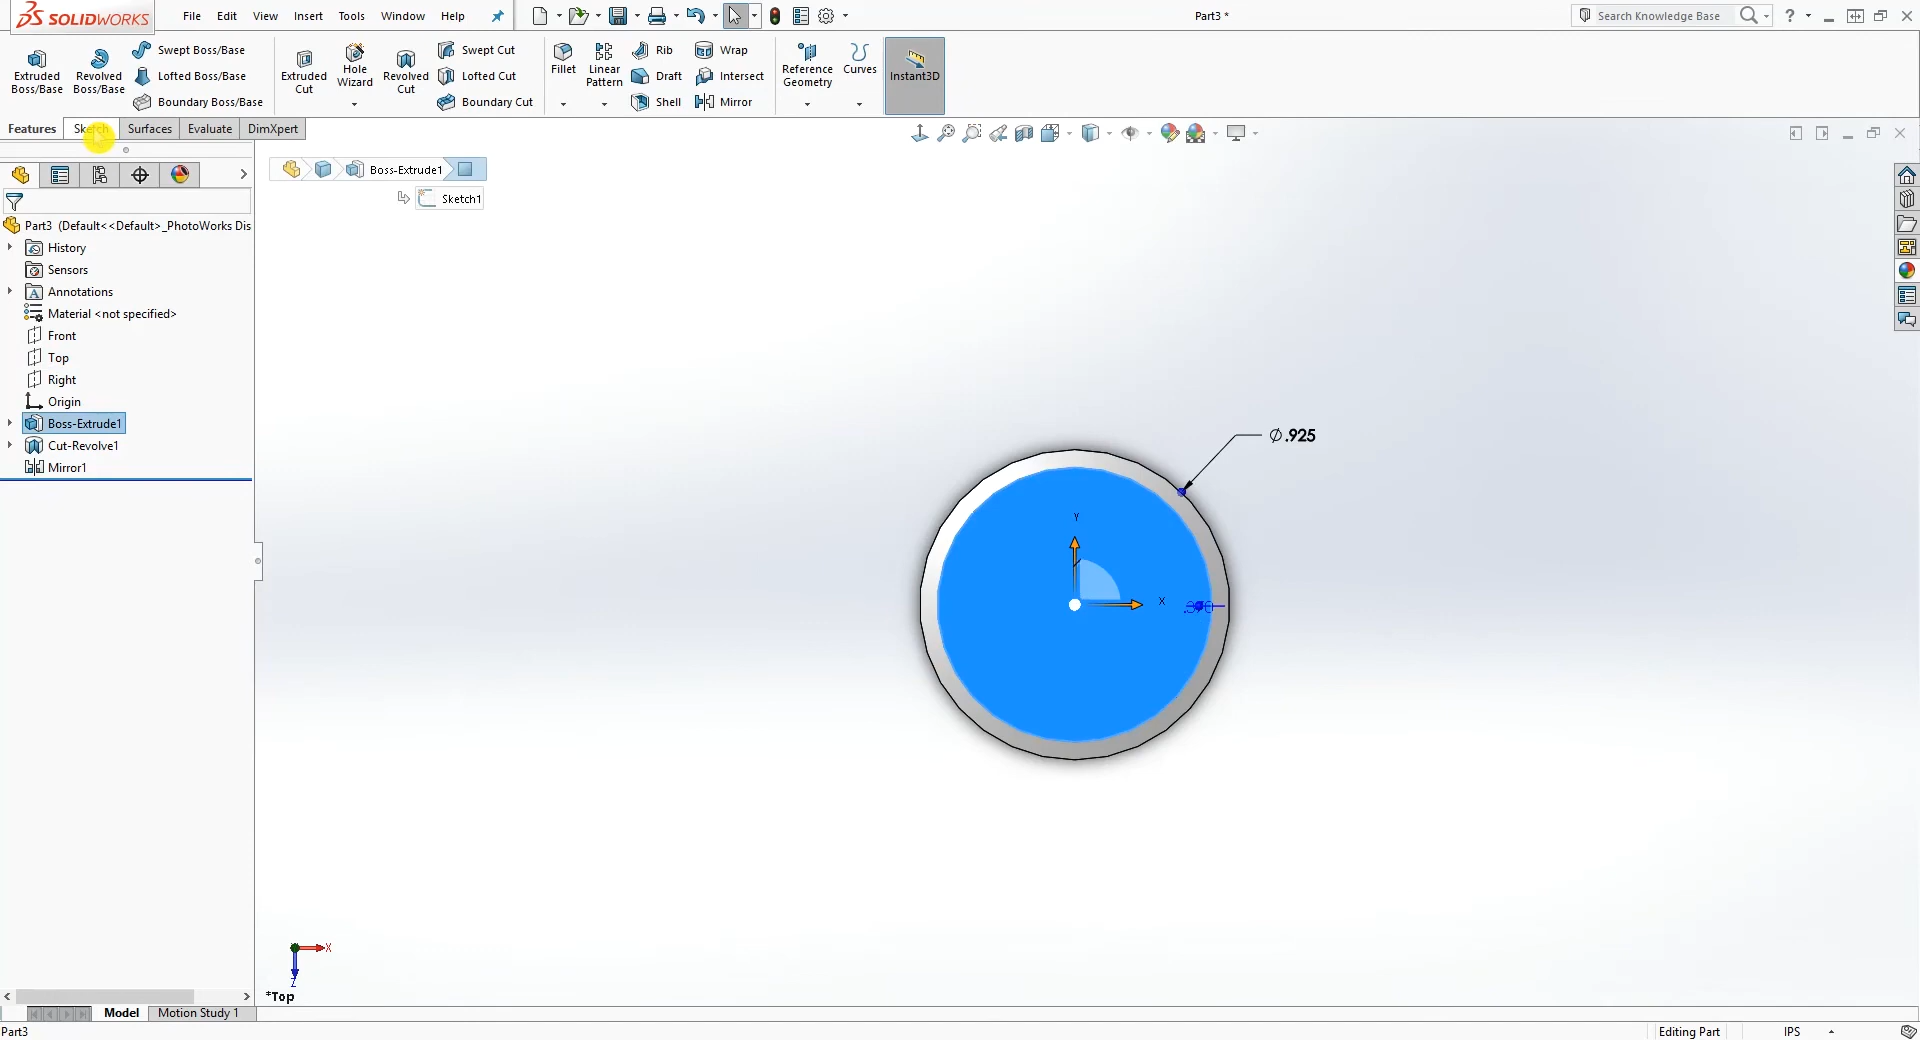 SOLIDWORKS File Edit View Insert Tools Window Help Part3 * Search Knowledge Base ?
Extruded Boss/Base Revolved Boss/Base Swept Boss/Base Lofted Boss/Base Boundary Boss/Base
Extruded Cut Hole Wizard Revolved Cut Swept Cut Lofted Cut Boundary Cut
Fillet Linear Pattern Rib Draft Shell Wrap Intersect Mirror
Reference Geometry Curves Instant3D
Features Sketch Surfaces Evaluate DimXpert
Boss-Extrude1
Sketch1
Part3 (Default<<Default>_PhotoWorks Dis
History
Sensors
Annotations
Material <not specified>
Front
Top
Right
Origin
Boss-Extrude1
Cut-Revolve1
Mirror1
∅.925
Y
X
X
Z
*Top
Model Motion Study 1
Part3 Editing Part IPS